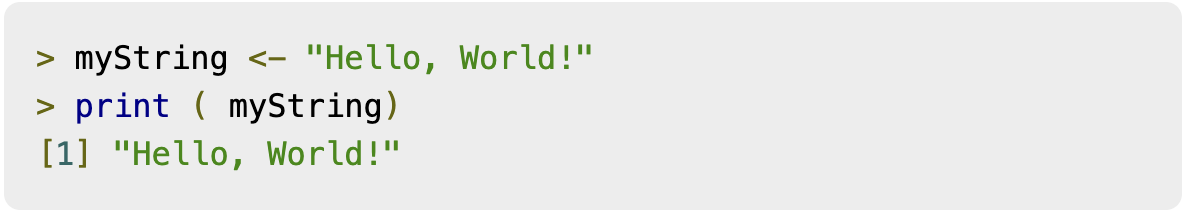 > myString <- "Hello, World!"
> print ( myString)
[1] "Hello, World!"